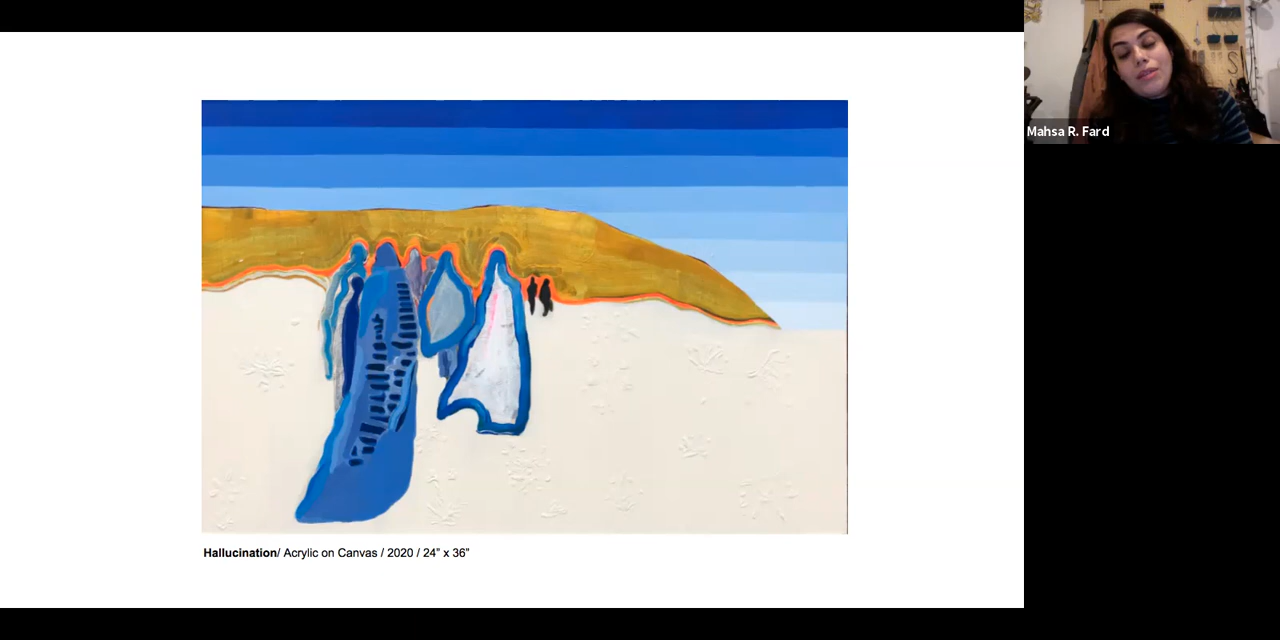 Mahsa R. Fard
Hallucination/ Acrylic on Canvas / 2020 / 24” x 36”